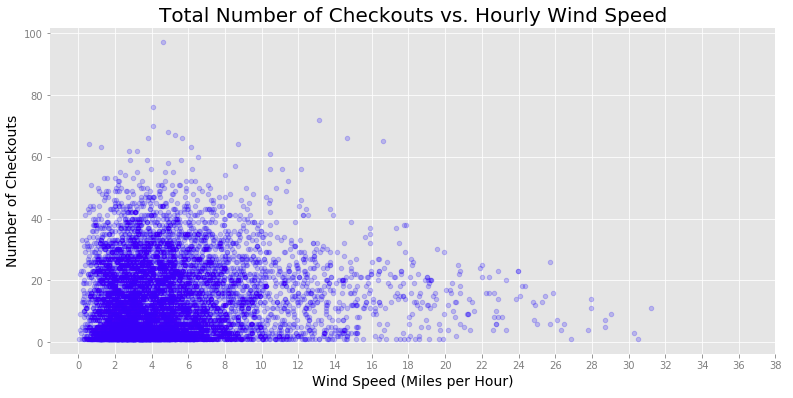 Total Number of Checkouts vs. Hourly Wind Speed
100
80
60
40
20
0
Number of Checkouts
0 2 4 6 8 10 12 14 16 18 20 22 24 26 28 30 32 34 36 38
Wind Speed (Miles per Hour)